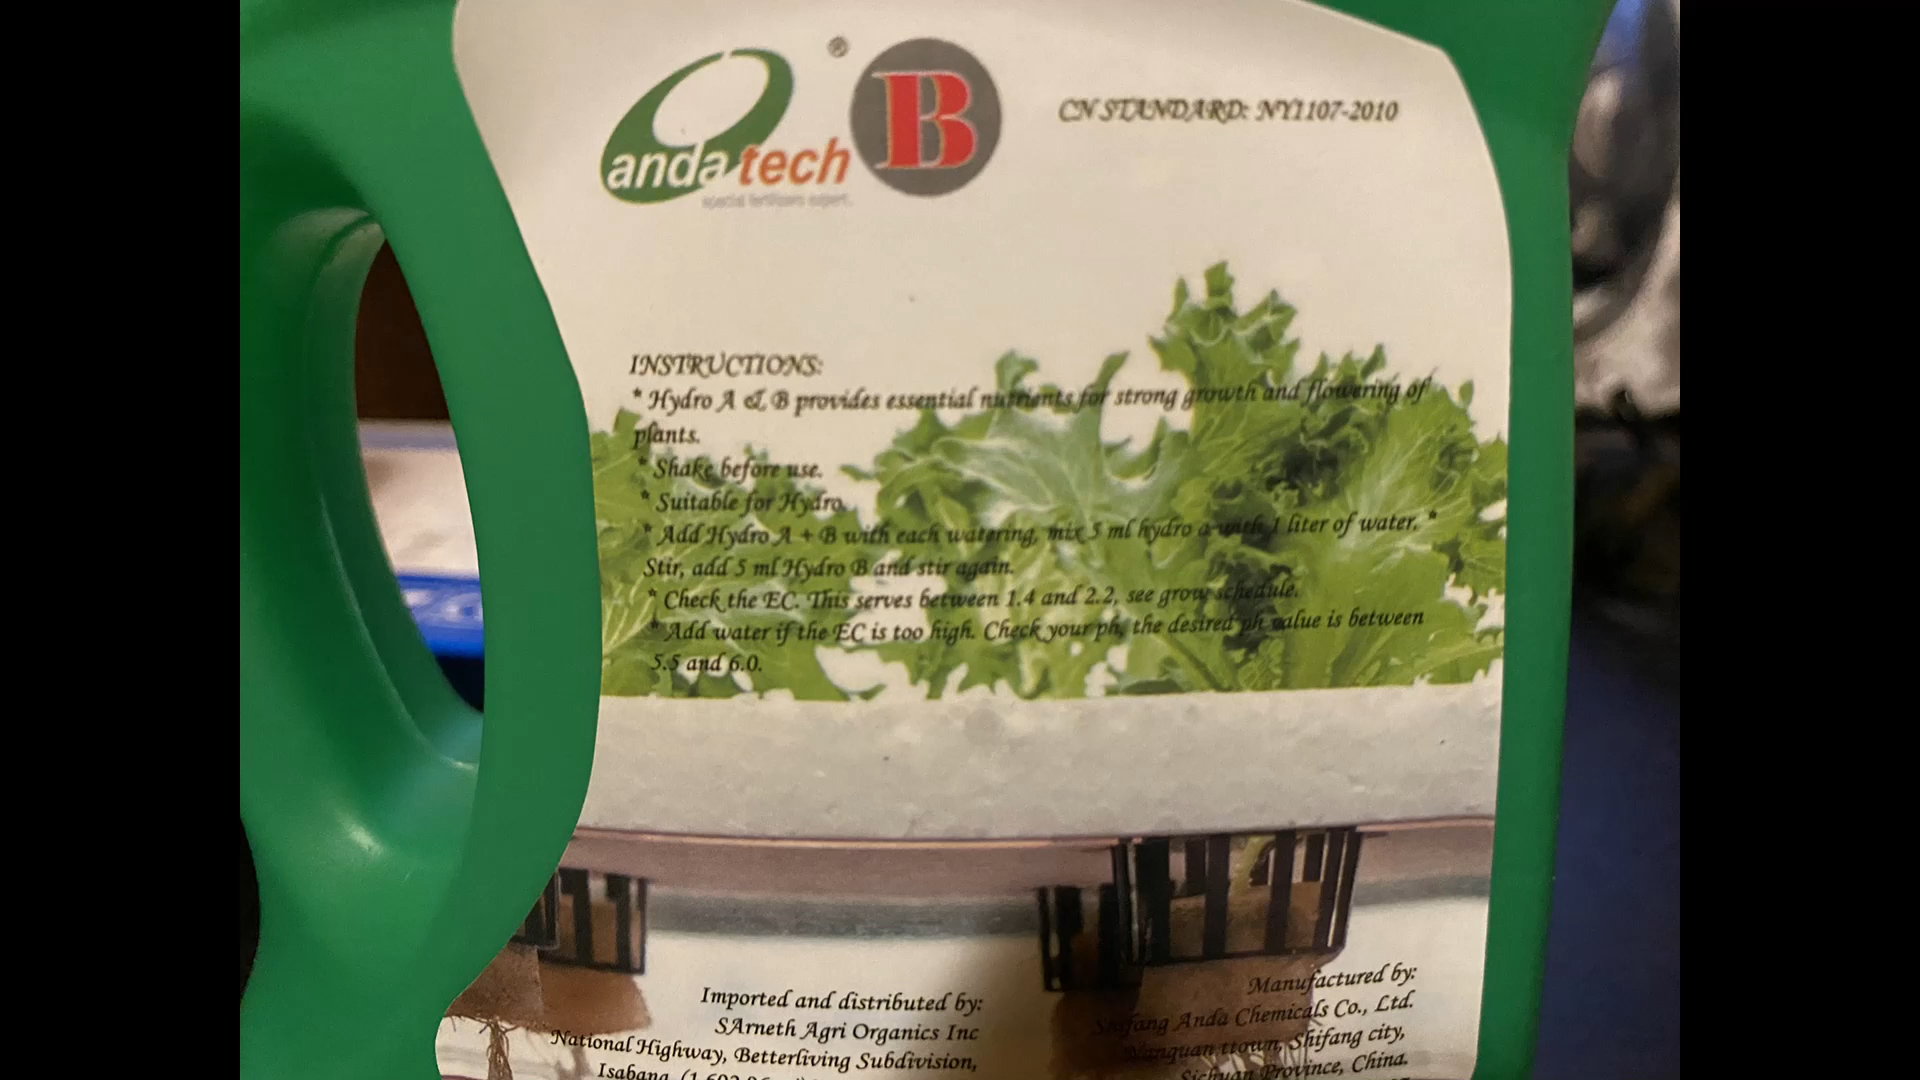 ®
B
CN STANDARD: NY1107-2010
anda tech
special fertilizers expert.
INSTRUCTIONS:
* Hydro A & B provides essential nutrients for strong growth and flowering of
plants.
* Shake before use.
* Suitable for Hydro.
* Add Hydro A + B with each watering, mix 5 ml hydro a with 1 liter of water. *
Stir, add 5 ml Hydro B and stir again.
* Check the EC. This serves between 1.4 and 2.2, see grow schedule.
* Add water if the EC is too high. Check your ph, the desired ph value is between
5.5 and 6.0.
Imported and distributed by:
SArneth Agri Organics Inc
National Highway, Betterliving Subdivision,
Isabang,
Manufactured by:
Anda Chemicals Co., Ltd.
Shifang city,
Sichuan Province, China.